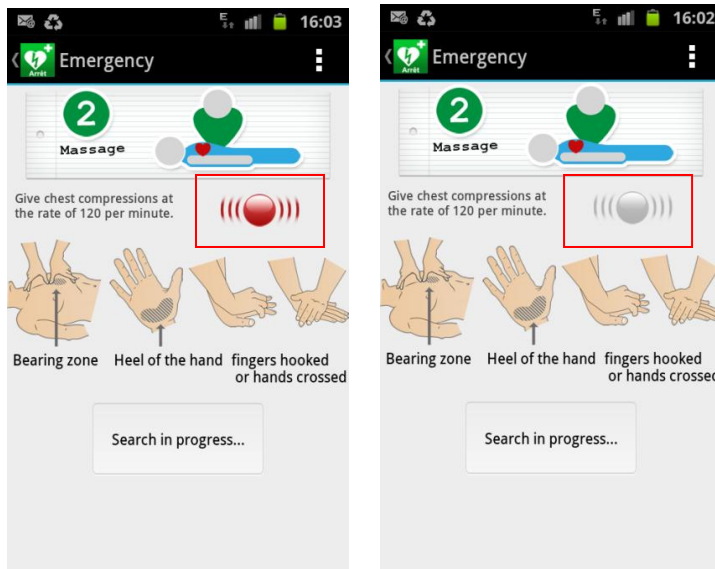 E 16:03
Arrêt Emergency
2
Massage
Give chest compressions at
the rate of 120 per minute.
Bearing zone Heel of the hand fingers hooked
or hands crossed
Search in progress...
E 16:02
Arrêt Emergency
2
Massage
Give chest compressions at
the rate of 120 per minute.
Bearing zone Heel of the hand fingers hooked
or hands crossed
Search in progress...